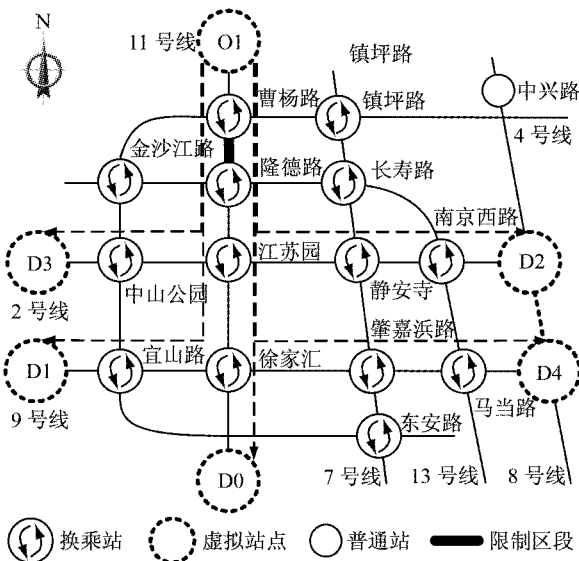 N
11 号线
O1
镇坪路
曹杨路
镇坪路
中兴路
4 号线
金沙江路
隆德路
长寿路
南京西路
D3
江苏园
D2
2 号线
中山公园
静安寺
肇嘉浜路
D1
宜山路
徐家汇
D4
9 号线
马当路
东安路
D0
7 号线
13 号线
8 号线
换乘站
虚拟站点
普通站
限制区段